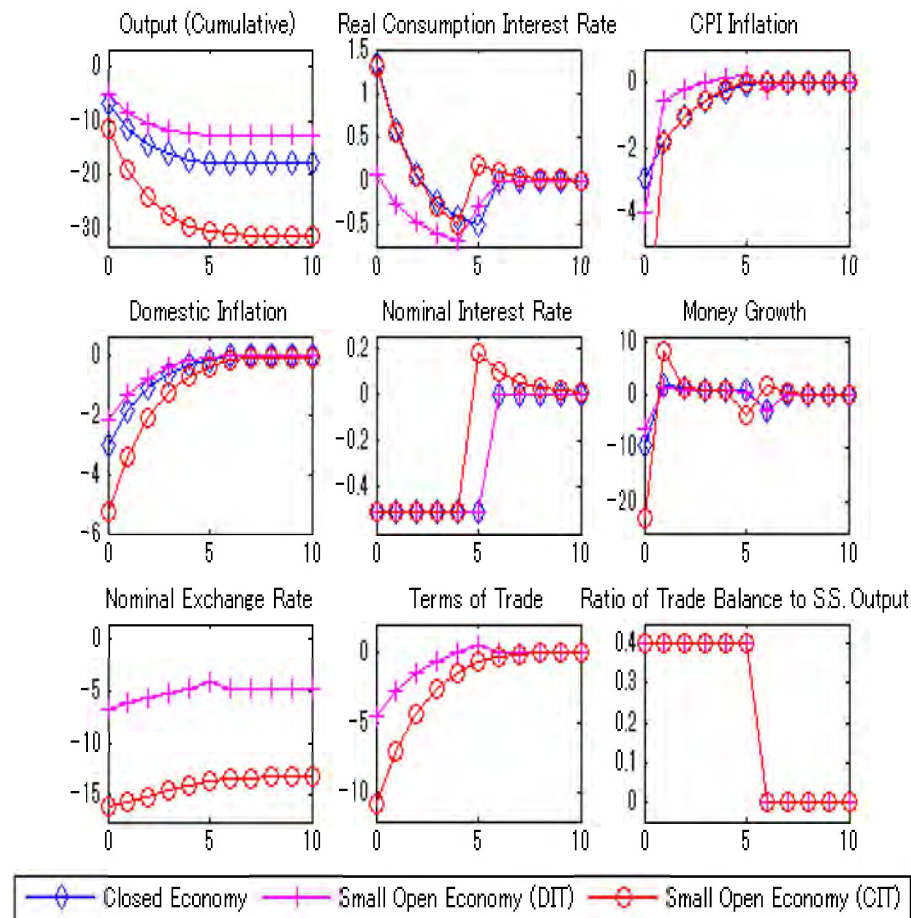 Output (Cumulative) Real Consumption Interest Rate CPI Inflation
0
-10
-20
-30
0 5 10
1.5
1
0.5
0
-0.5
0 5 10
0
-2
-4
0 5 10
Domestic Inflation Nominal Interest Rate Money Growth
0
-2
-4
-6
0 5 10
0.2
0
-0.2
-0.4
0 5 10
10
0
-10
-20
0 5 10
Nominal Exchange Rate Terms of Trade Ratio of Trade Balance to S.S. Output
0
-5
-10
-15
0 5 10
0
-5
-10
0 5 10
0.4
0.3
0.2
0.1
0
0 5 10
Closed Economy Small Open Economy (DIT) Small Open Economy (CIT)